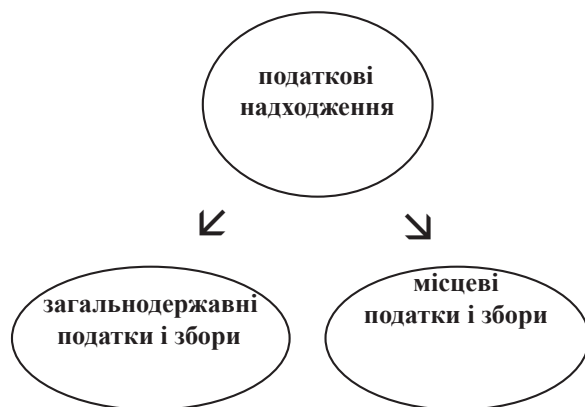 податкові
надходження
загальнодержавні
податки і збори
місцеві
податки і збори